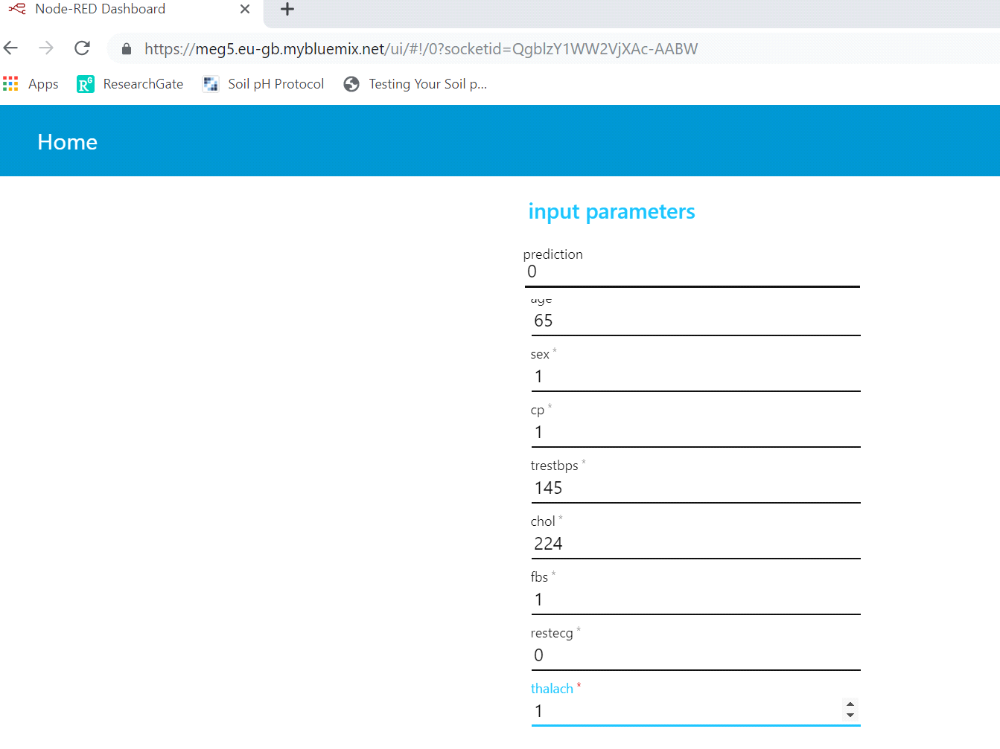 Node-RED Dashboard
https://meg5.eu-gb.mybluemix.net/ui/#!/0?socketid=QgblzY1WW2VjXAc-AABW
Apps ResearchGate Soil pH Protocol Testing Your Soil p...
Home
input parameters
prediction
0
age
65
sex *
1
cp *
1
trestbps *
145
chol *
224
fbs *
1
restecg *
0
thalach *
1